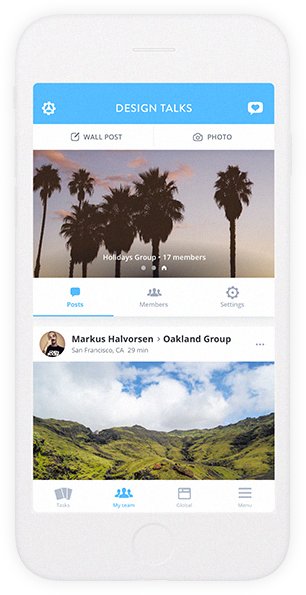 DESIGN TALKS
WALL POST
PHOTO
Holidays Group • 17 members
Posts
Members
Settings
Markus Halvorsen › Oakland Group
San Francisco, CA 29 min
Tasks
My team
Global
Menu